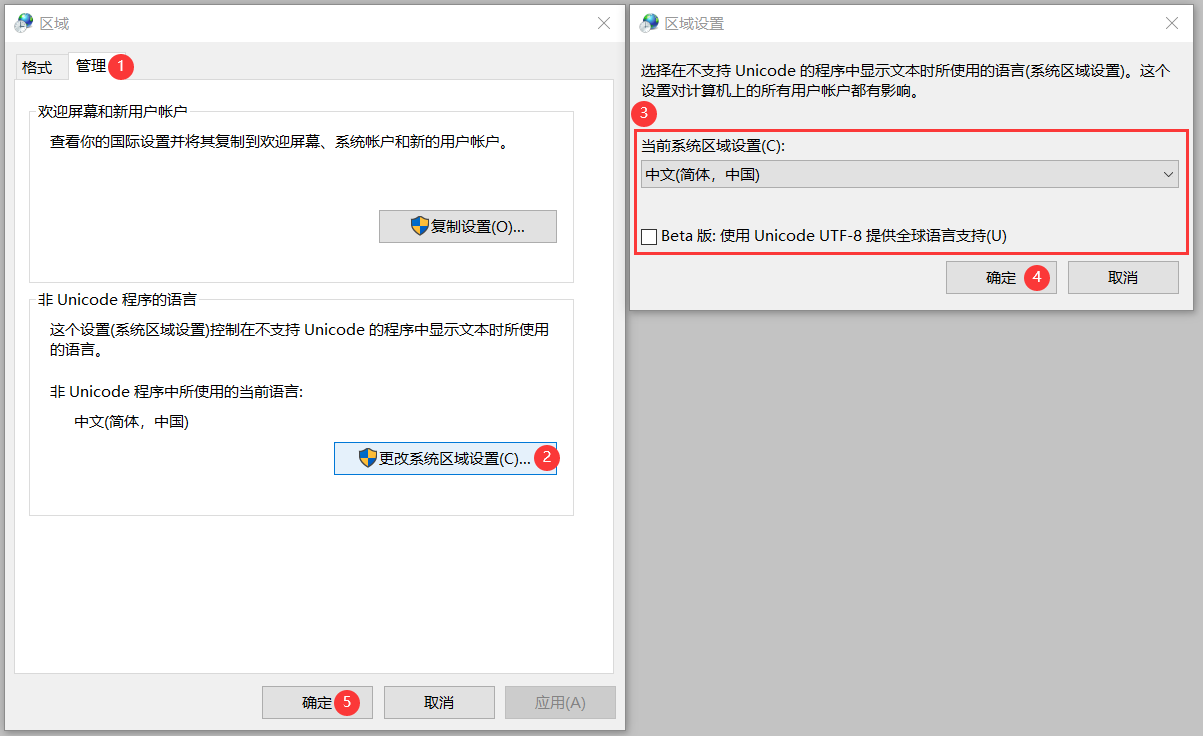 区域
格式
管理 1
欢迎屏幕和新用户帐户
查看你的国际设置并将其复制到欢迎屏幕、系统帐户和新的用户帐户。
复制设置(O)...
非 Unicode 程序的语言
这个设置(系统区域设置)控制在不支持 Unicode 的程序中显示文本时所使用
的语言。
非 Unicode 程序中所使用的当前语言:
中文(简体，中国)
更改系统区域设置(C)... 2
确定 5
取消
应用(A)
区域设置
选择在不支持 Unicode 的程序中显示文本时所使用的语言(系统区域设置)。这个
设置对计算机上的所有用户帐户都有影响。
3
当前系统区域设置(C):
中文(简体，中国)
Beta 版: 使用 Unicode UTF-8 提供全球语言支持(U)
确定 4
取消